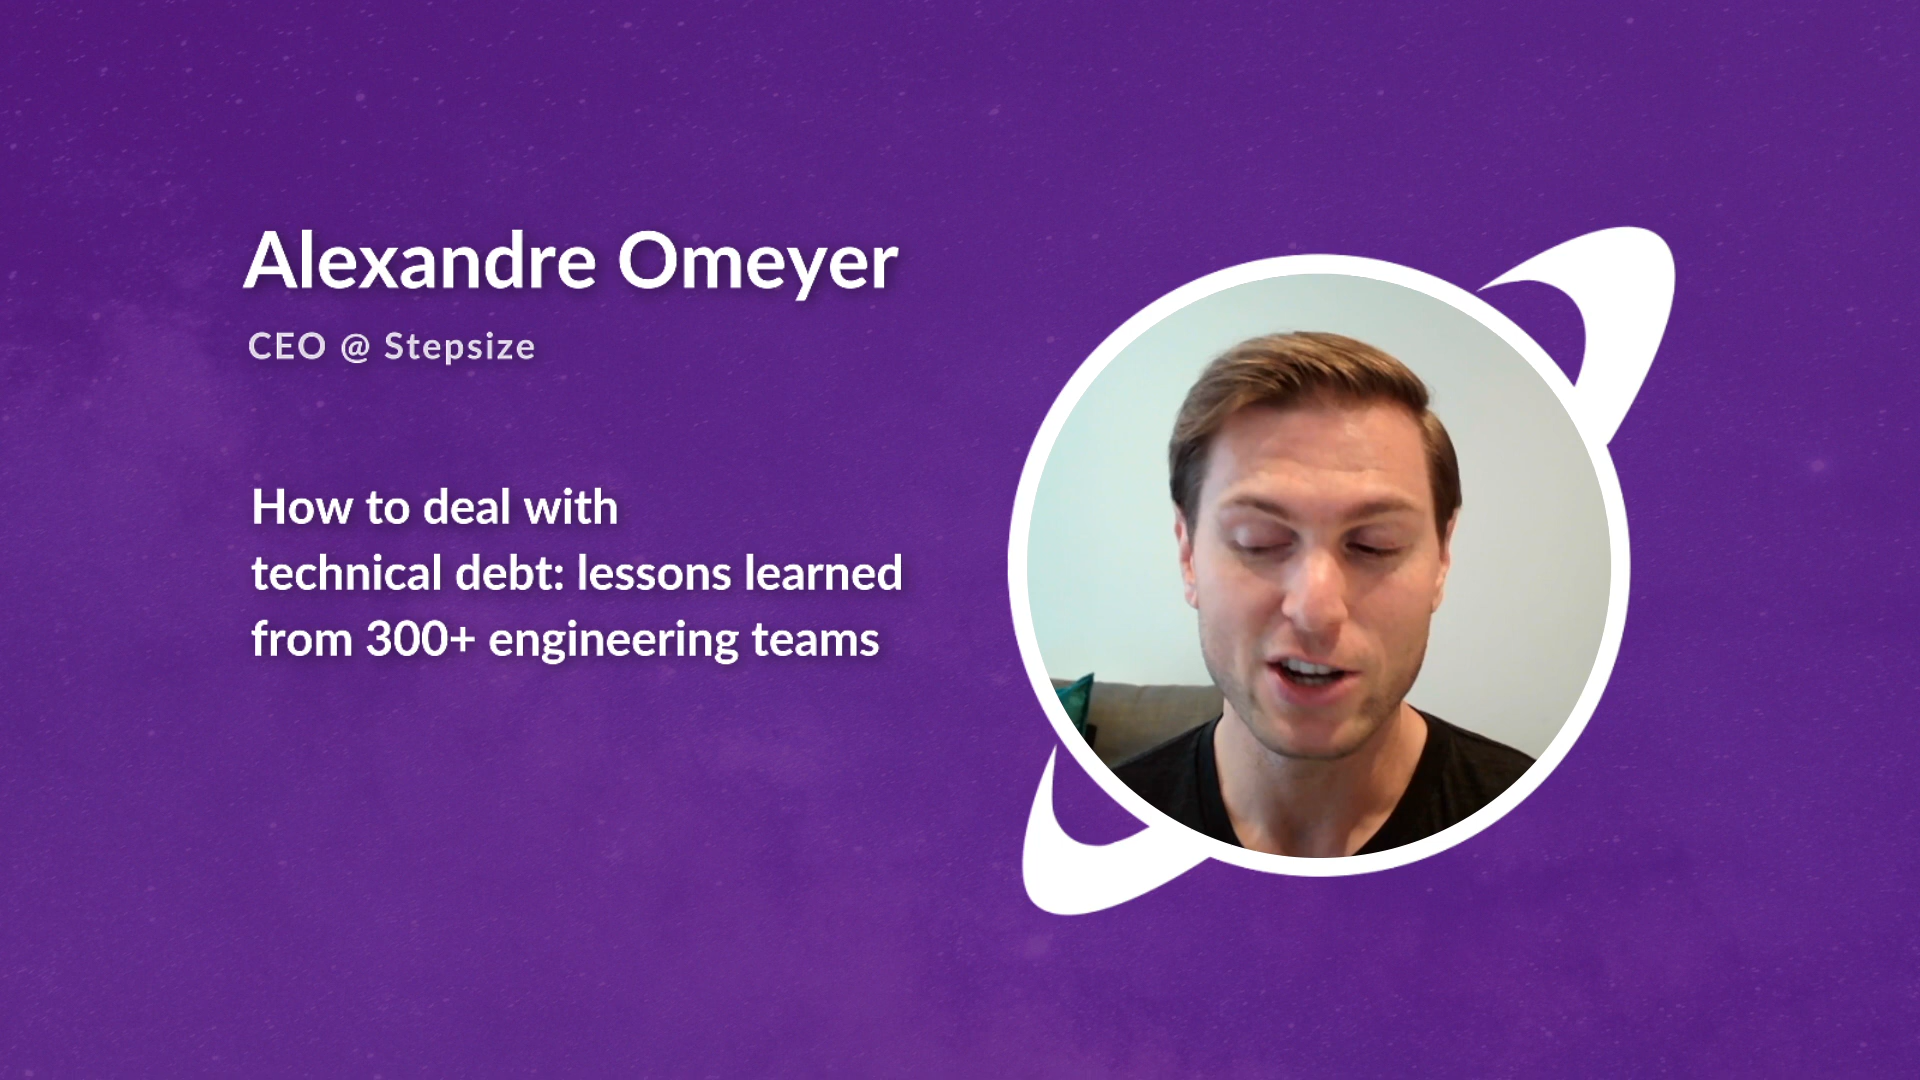 Alexandre Omeyer
CEO @ Stepsize
How to deal with
technical debt: lessons learned
from 300+ engineering teams